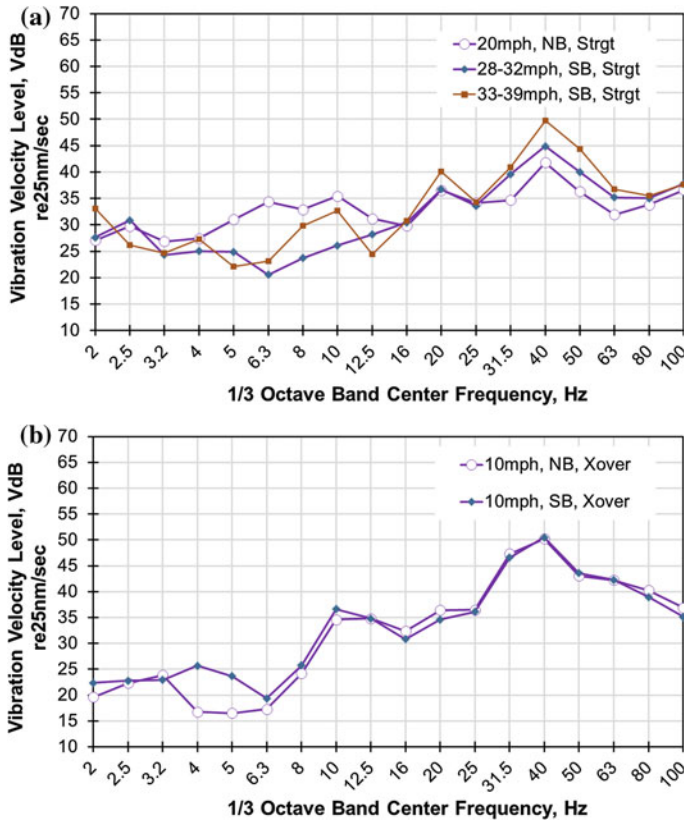 (a)
70
65
60
55
50
45
40
35
30
25
20
15
10
Vibration Velocity Level, VdB
re25nm/sec
20mph, NB, Strgt
28-32mph, SB, Strgt
33-39mph, SB, Strgt
2 2.5 3.2 4 5 6.3 8 10 12.5 16 20 25 31.5 40 50 63 80 100
1/3 Octave Band Center Frequency, Hz
(b)
70
65
60
55
50
45
40
35
30
25
20
15
10
Vibration Velocity Level, VdB
re25nm/sec
10mph, NB, Xover
10mph, SB, Xover
2 2.5 3.2 4 5 6.3 8 10 12.5 16 20 25 31.5 40 50 63 80 100
1/3 Octave Band Center Frequency, Hz